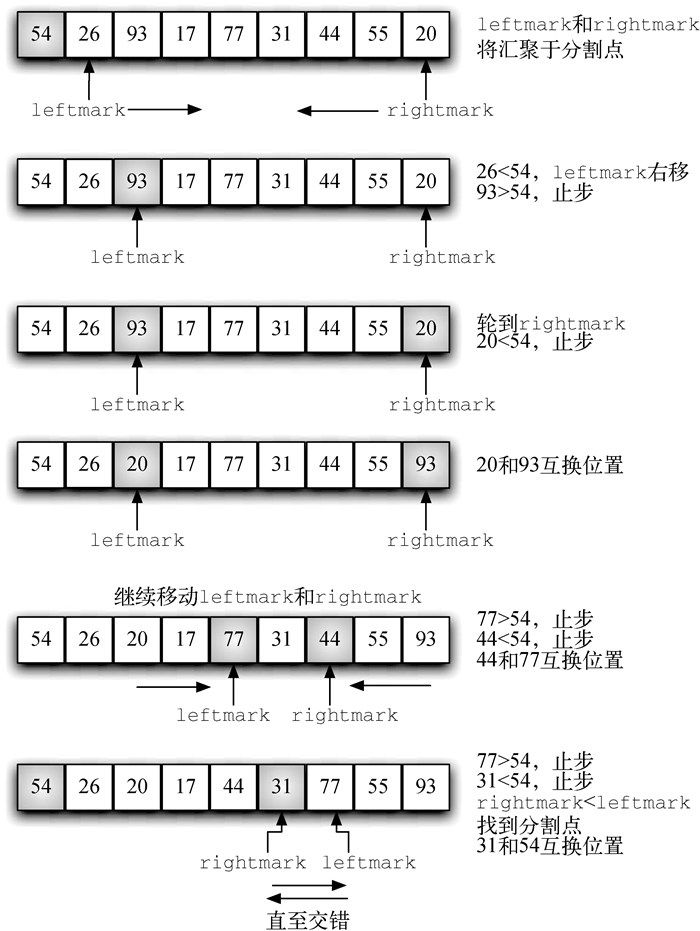 54 26 93 17 77 31 44 55 20
leftmark和rightmark
将汇聚于分割点
leftmark rightmark
54 26 93 17 77 31 44 55 20
26<54，leftmark右移
93>54，止步
leftmark rightmark
54 26 93 17 77 31 44 55 20
轮到rightmark
20<54，止步
leftmark rightmark
54 26 20 17 77 31 44 55 93
20和93互换位置
leftmark rightmark
继续移动leftmark和rightmark
54 26 20 17 77 31 44 55 93
77>54，止步
44<54，止步
44和77互换位置
leftmark rightmark
54 26 20 17 44 31 77 55 93
77>54，止步
31<54，止步
rightmark<leftmark
找到分割点
31和54互换位置
rightmark leftmark
直至交错